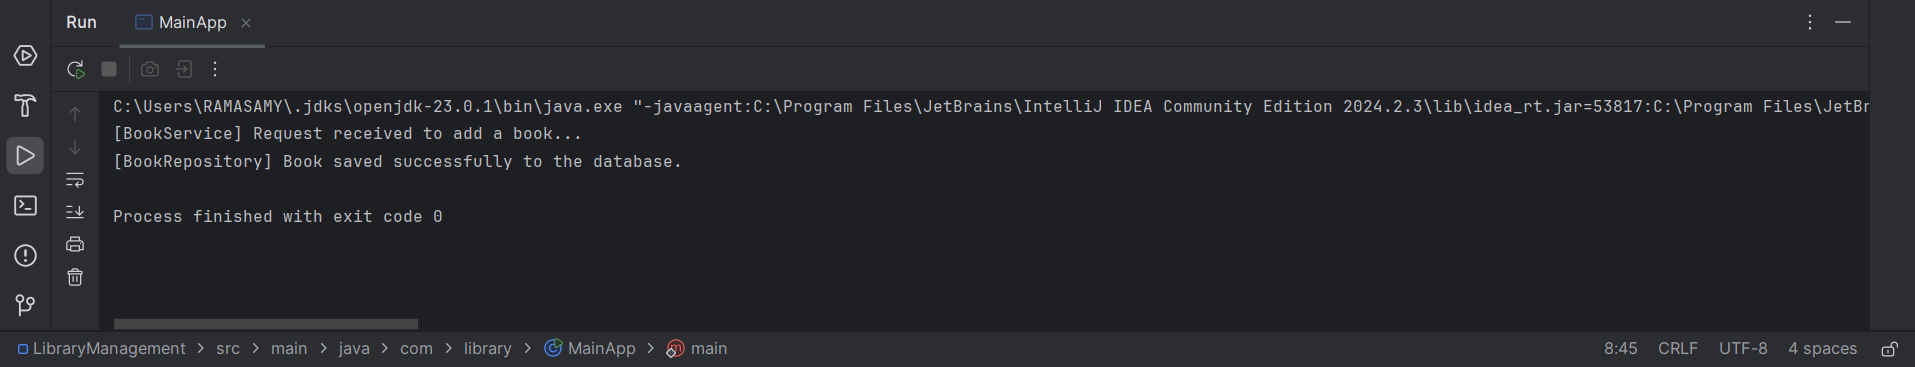 Run MainApp
C:\Users\RAMASAMY\.jdks\openjdk-23.0.1\bin\java.exe "-javaagent:C:\Program Files\JetBrains\IntelliJ IDEA Community Edition 2024.2.3\lib\idea_rt.jar=53817:C:\Program Files\JetBr
[BookService] Request received to add a book...
[BookRepository] Book saved successfully to the database.
Process finished with exit code 0
LibraryManagement > src > main > java > com > library > MainApp > main 8:45 CRLF UTF-8 4 spaces